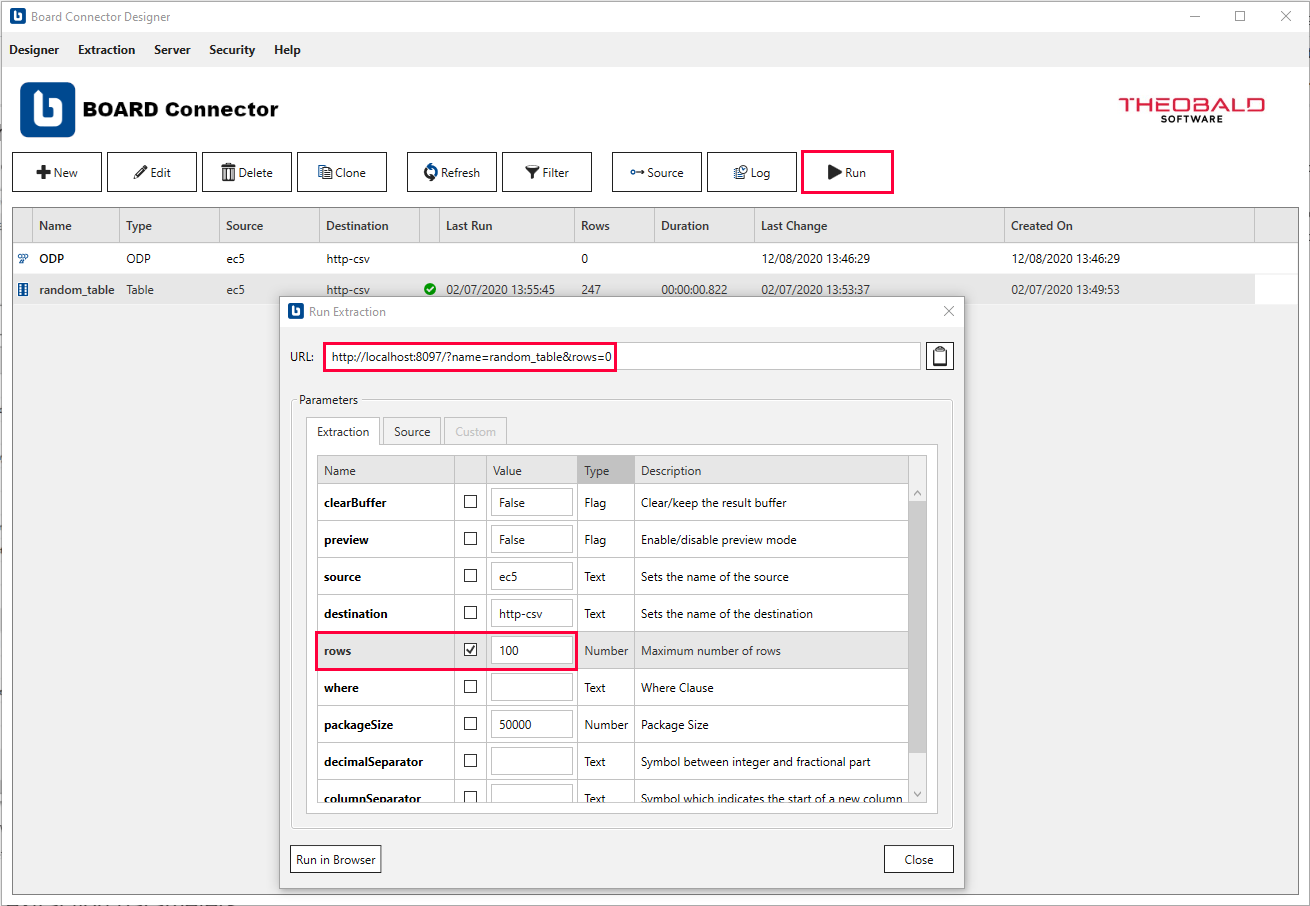 Board Connector Designer
Designer Extraction Server Security Help
BOARD Connector
THEOBALD
SOFTWARE
New Edit Delete Clone Refresh Filter Source Log Run
Name Type Source Destination Last Run Rows Duration Last Change Created On
ODP ODP ec5 http-csv 0 12/08/2020 13:46:29 12/08/2020 13:46:29
random_table Table ec5 http-csv 02/07/2020 13:55:45 247 00:00:00.822 02/07/2020 13:53:37 02/07/2020 13:49:53
Run Extraction
URL: http://localhost:8097/?name=random_table&rows=0
Parameters
Extraction Source Custom
Name Value Type Description
clearBuffer False Flag Clear/keep the result buffer
preview False Flag Enable/disable preview mode
source ec5 Text Sets the name of the source
destination http-csv Text Sets the name of the destination
rows 100 Number Maximum number of rows
where Text Where Clause
packageSize 50000 Number Package Size
decimalSeparator Text Symbol between integer and fractional part
columnSeparator Text Symbol which indicates the start of a new column
Run in Browser Close